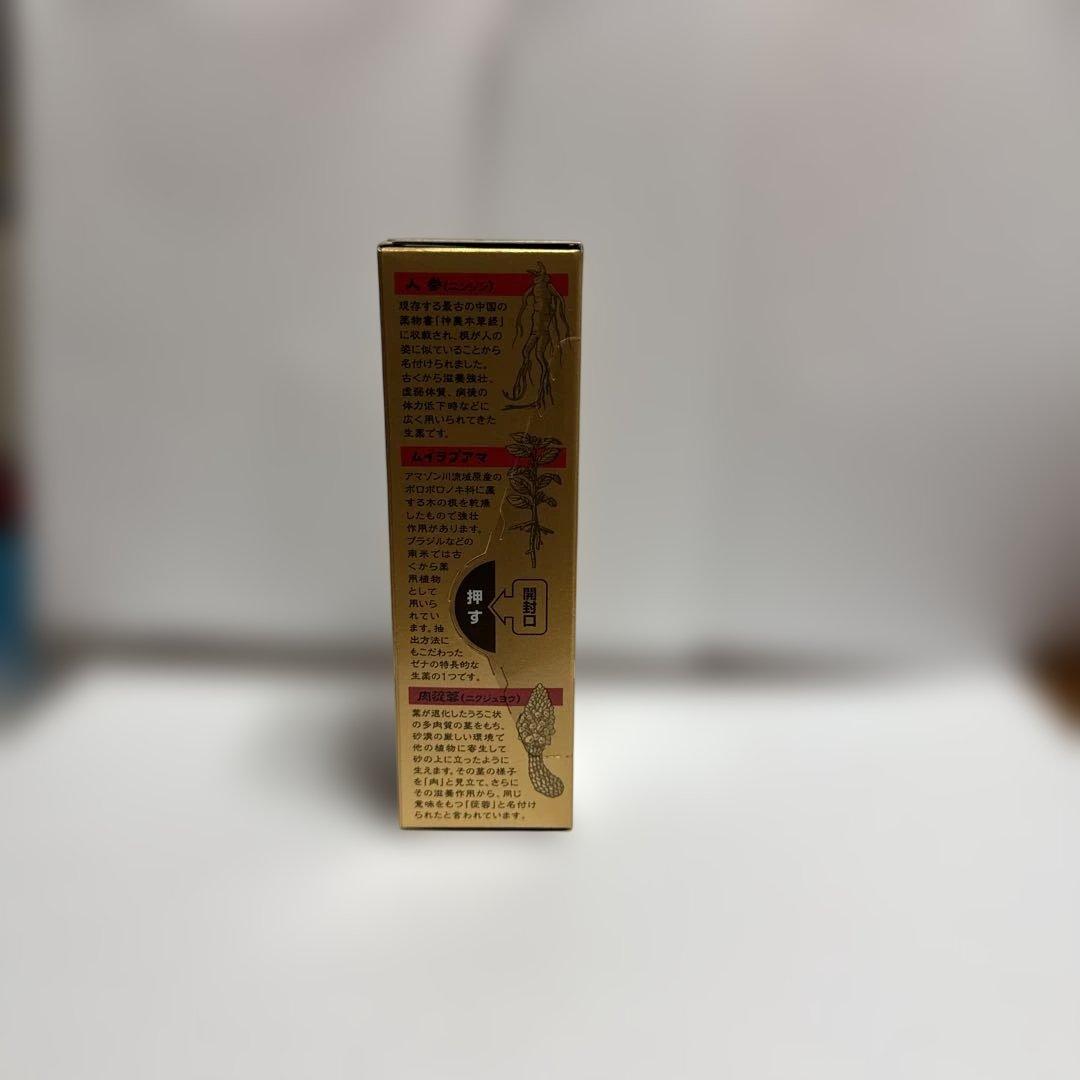 人参(ニンジン)
現存する最古の中国の
薬物書「神農本草経」
に収載され、根が人の
姿に似ていることから
名付けられました。
古くから滋養強壮、
虚弱体質、病後の
体力低下時などに
広く用いられてきた
生薬です。
ムイラプアマ
アマゾン川流域原産の
ボロボロノキ科に属
する木の根を乾燥
したもので強壮
作用があります。
ブラジルなどの
南米では古
くから薬
用植物
として
用いら
れてい
ます。抽
出方法に
もこだわった
ゼナの特長的な
生薬の1つです。
開封口
押す
肉苁蓉(ニクジュヨウ)
葉が退化したうろこ状
の多肉質の茎をもち、
砂漠の厳しい環境で
他の植物に寄生して
砂の上に立ったように
生えます。その茎の様子
を「肉」と見立て、さらに
その滋養作用から、同じ
意味をもつ「苁蓉」と名付け
られたと言われています。